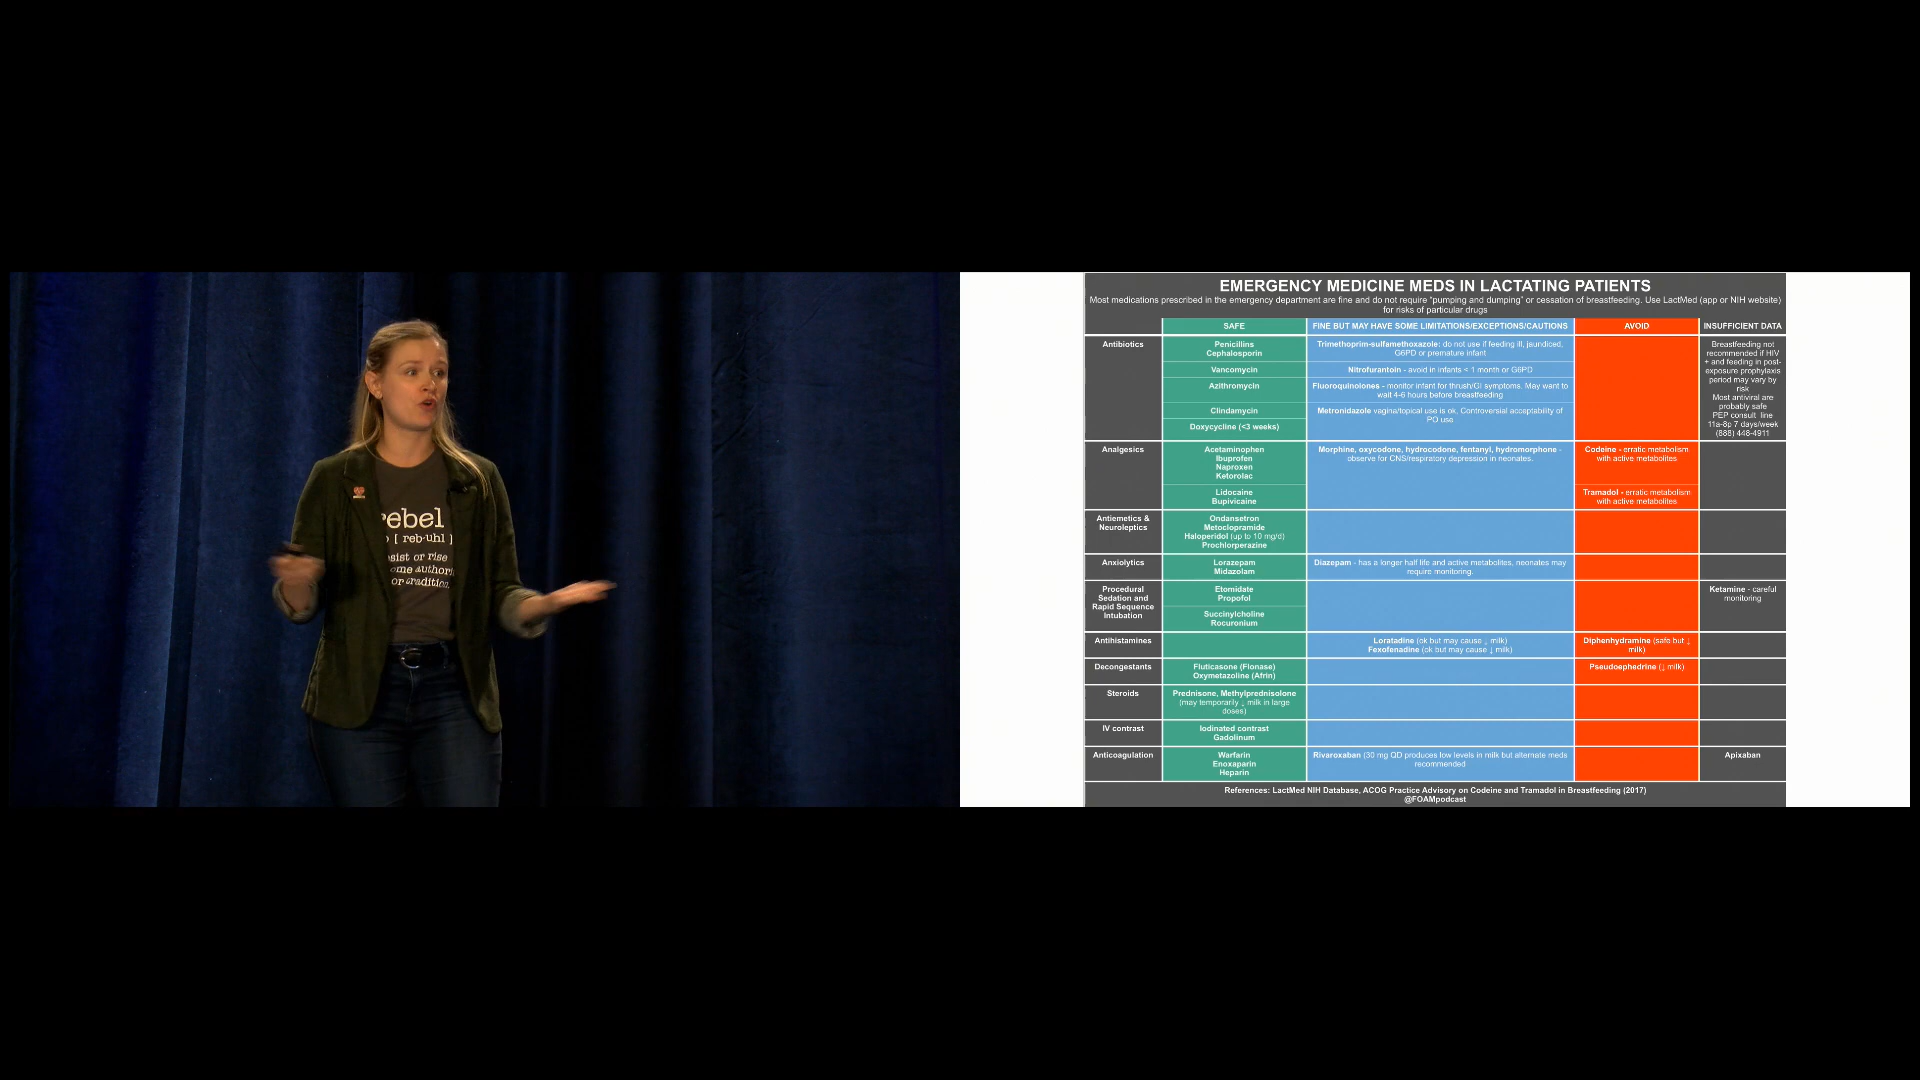 ebel
[ reb-uhl ]
sist or rise
ome authori
or tradition.
EMERGENCY MEDICINE MEDS IN LACTATING PATIENTS
Most medications prescribed in the emergency department are fine and do not require "pumping and dumping" or cessation of breastfeeding. Use LactMed (app or NIH website)
for risks of particular drugs
SAFE
FINE BUT MAY HAVE SOME LIMITATIONS/EXCEPTIONS/CAUTIONS
AVOID
INSUFFICIENT DATA
Antibiotics
Penicillins
Cephalosporin
Vancomycin
Azithromycin
Clindamycin
Doxycycline (<3 weeks)
Trimethoprim-sulfamethoxazole: do not use if feeding ill, jaundiced,
G6PD or premature infant
Nitrofurantoin - avoid in infants < 1 month or G6PD
Fluoroquinolones - monitor infant for thrush/GI symptoms. May want to
wait 4-6 hours before breastfeeding
Metronidazole vagina/topical use is ok, Controversial acceptability of
PO use
Breastfeeding not
recommended if HIV
+ and feeding in post-
exposure prophylaxis
period may vary by
risk
Most antiviral are
probably safe
PEP consult line
11a-8p 7 days/week
(888) 448-4911
Analgesics
Acetaminophen
Ibuprofen
Naproxen
Ketorolac
Lidocaine
Bupivicaine
Morphine, oxycodone, hydrocodone, fentanyl, hydromorphone -
observe for CNS/respiratory depression in neonates.
Codeine - erratic metabolism
with active metabolites
Tramadol - erratic metabolism
with active metabolites
Antiemetics &
Neuroleptics
Ondansetron
Metoclopramide
Haloperidol (up to 10 mg/d)
Prochlorperazine
Anxiolytics
Lorazepam
Midazolam
Diazepam - has a longer half life and active metabolites, neonates may
require monitoring.
Procedural
Sedation and
Rapid Sequence
Intubation
Etomidate
Propofol
Succinylcholine
Rocuronium
Ketamine - careful
monitoring
Antihistamines
Loratadine (ok but may cause ↓ milk)
Fexofenadine (ok but may cause ↓ milk)
Diphenhydramine (safe but ↓
milk)
Decongestants
Fluticasone (Flonase)
Oxymetazoline (Afrin)
Pseudoephedrine (↓ milk)
Steroids
Prednisone, Methylprednisolone
(may temporarily ↓ milk in large
doses)
IV contrast
Iodinated contrast
Gadolinum
Anticoagulation
Warfarin
Enoxaparin
Heparin
Rivaroxaban (30 mg QD produces low levels in milk but alternate meds
recommended
Apixaban
References: LactMed NIH Database, ACOG Practice Advisory on Codeine and Tramadol in Breastfeeding (2017)
@FOAMpodcast